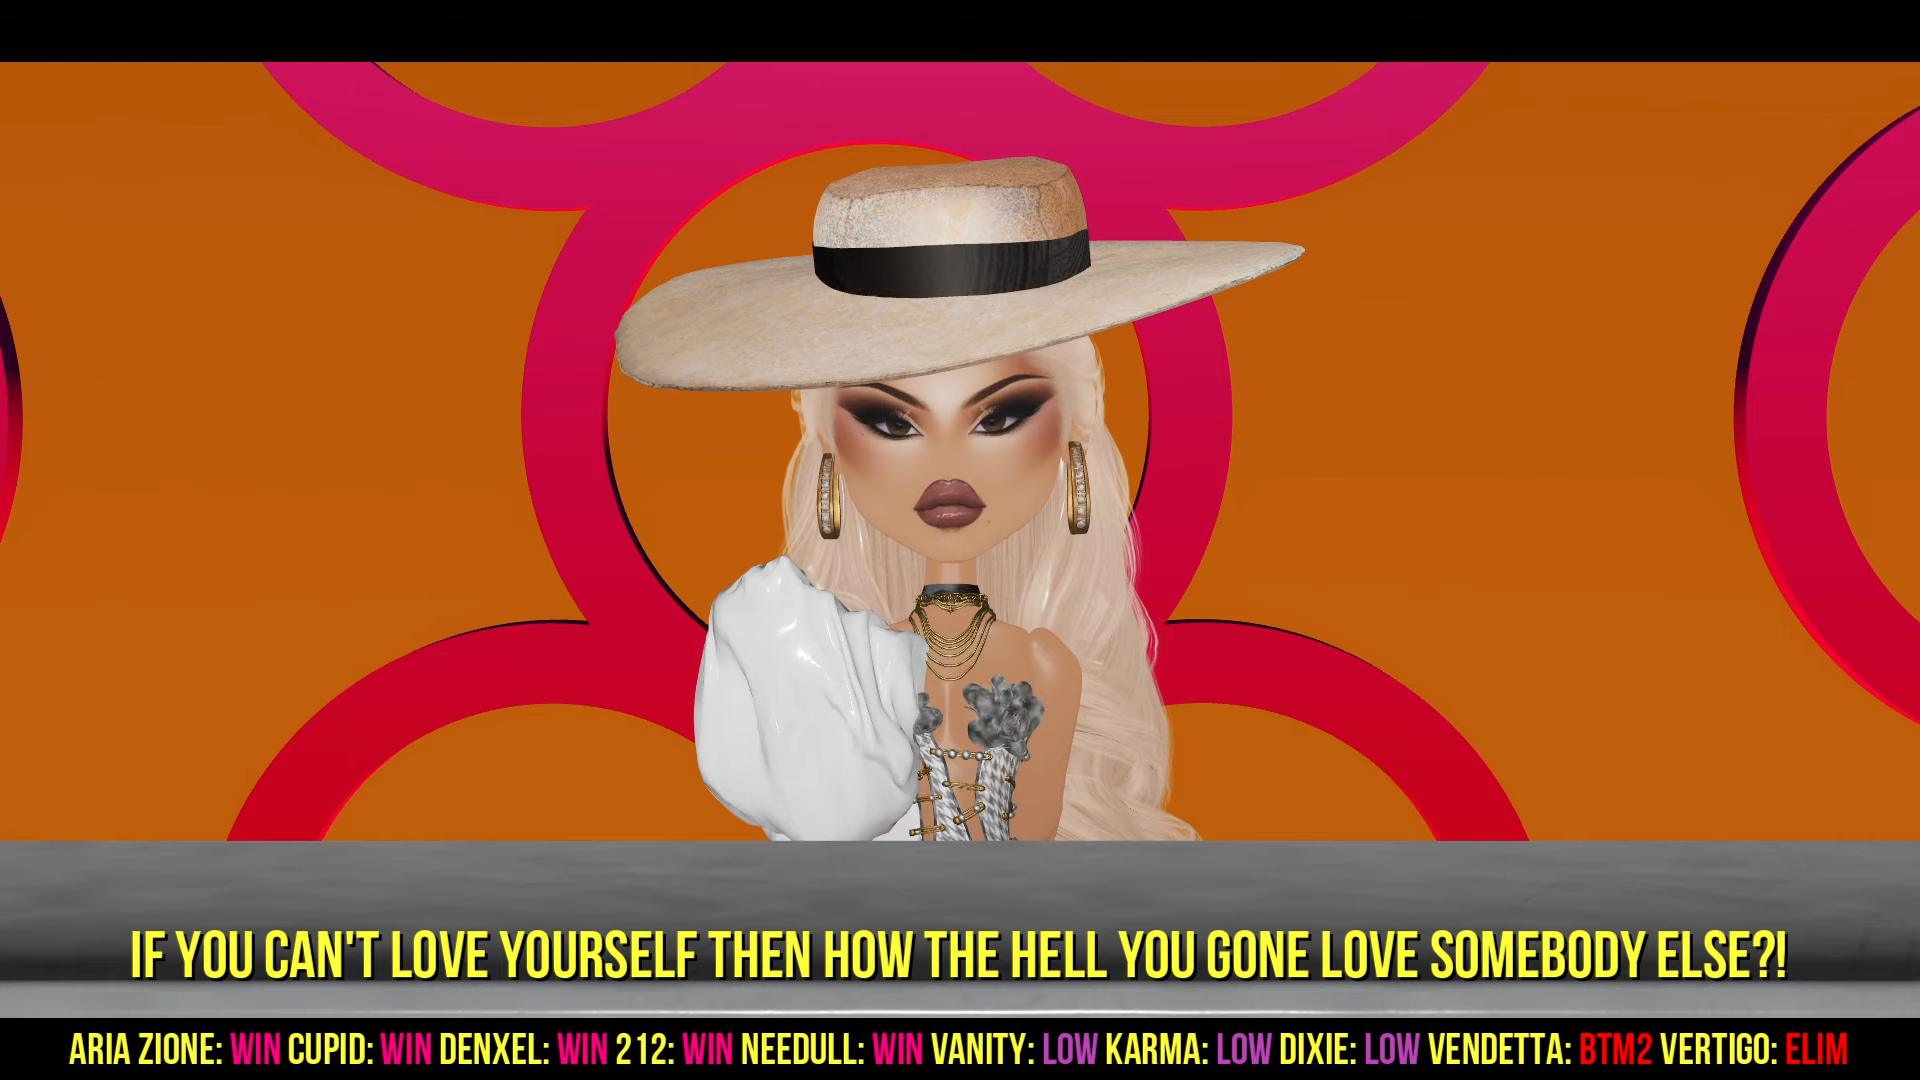 IF YOU CAN'T LOVE YOURSELF THEN HOW THE HELL YOU GONE LOVE SOMEBODY ELSE?!
ARIA ZIONE: WIN CUPID: WIN DENXEL: WIN 212: WIN NEEDULL: WIN VANITY: LOW KARMA: LOW DIXIE: LOW VENDETTA: BTM2 VERTIGO: ELIM